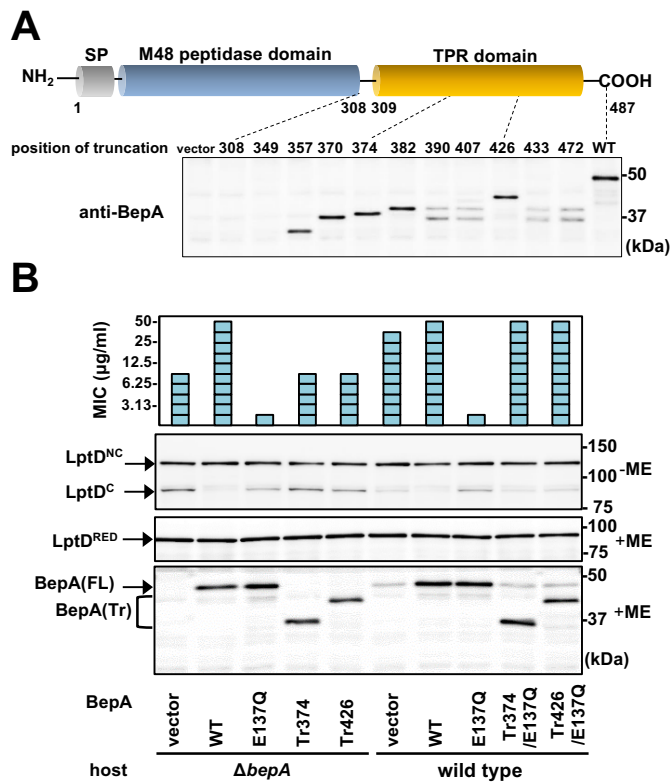 A
SP M48 peptidase domain TPR domain
NH2 COOH
1 308 309 487
position of truncation vector 308 349 357 370 374 382 390 407 426 433 472 WT
anti-BepA
50
37
(kDa)
B
MIC (µg/ml)
50-
25-
12.5-
6.25-
3.13-
LptD^NC
LptD^C
150
100
75
-ME
LptD^RED
100
75
+ME
BepA(FL)
BepA(Tr)
50
37
+ME
(kDa)
BepA vector WT E137Q Tr374 Tr426 vector WT E137Q Tr374/E137Q Tr426/E137Q
host ΔbepA wild type